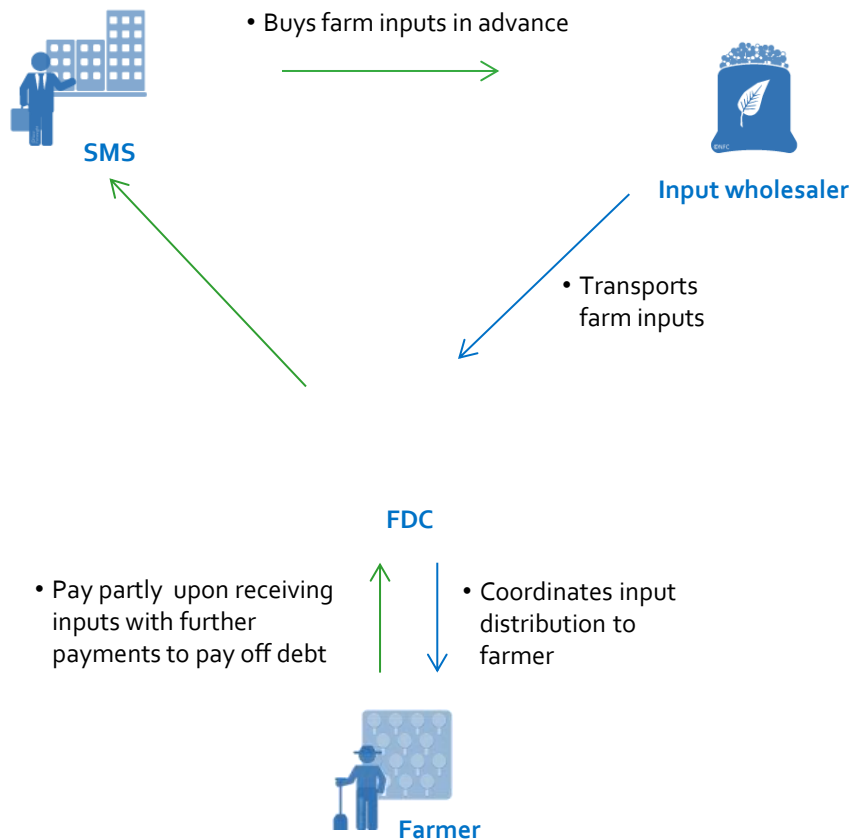 • Buys farm inputs in advance
SMS
©NFC
Input wholesaler
• Transports
farm inputs
FDC
• Pay partly upon receiving
inputs with further
payments to pay off debt
• Coordinates input
distribution to
farmer
Farmer